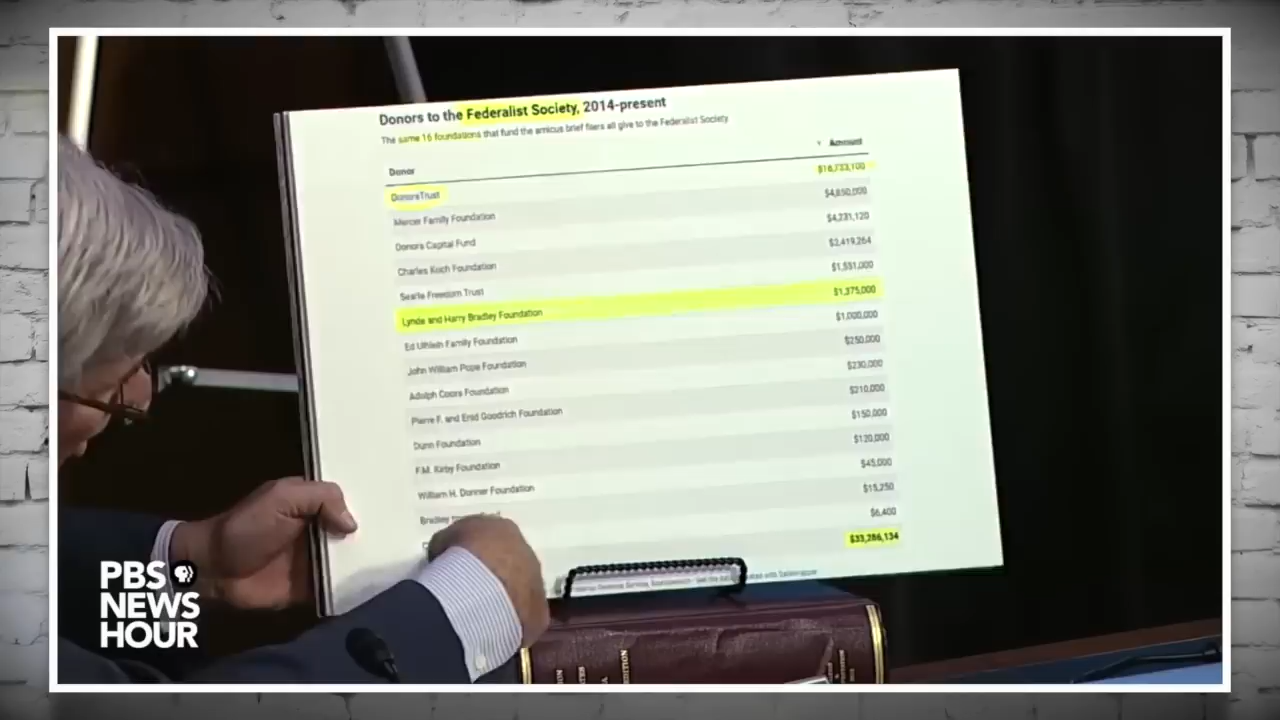 Donors to the Federalist Society, 2014-present
The same 16 foundations that fund the amicus brief filers all give to the Federalist Society
Donor Amount
DonorsTrust $16,733,100
Mercer Family Foundation $4,850,000
Donors Capital Fund $4,231,120
Charles Koch Foundation $2,419,264
Searle Freedom Trust $1,551,000
Lynde and Harry Bradley Foundation $1,375,000
Ed Uihlein Family Foundation $1,000,000
John William Pope Foundation $250,000
Adolph Coors Foundation $230,000
Pierre F. and Enid Goodrich Foundation $210,000
Dunn Foundation $150,000
F.M. Kirby Foundation $120,000
William H. Donner Foundation $45,000
Bradley $15,250
$6,400
$33,286,134
PBS
NEWS
HOUR